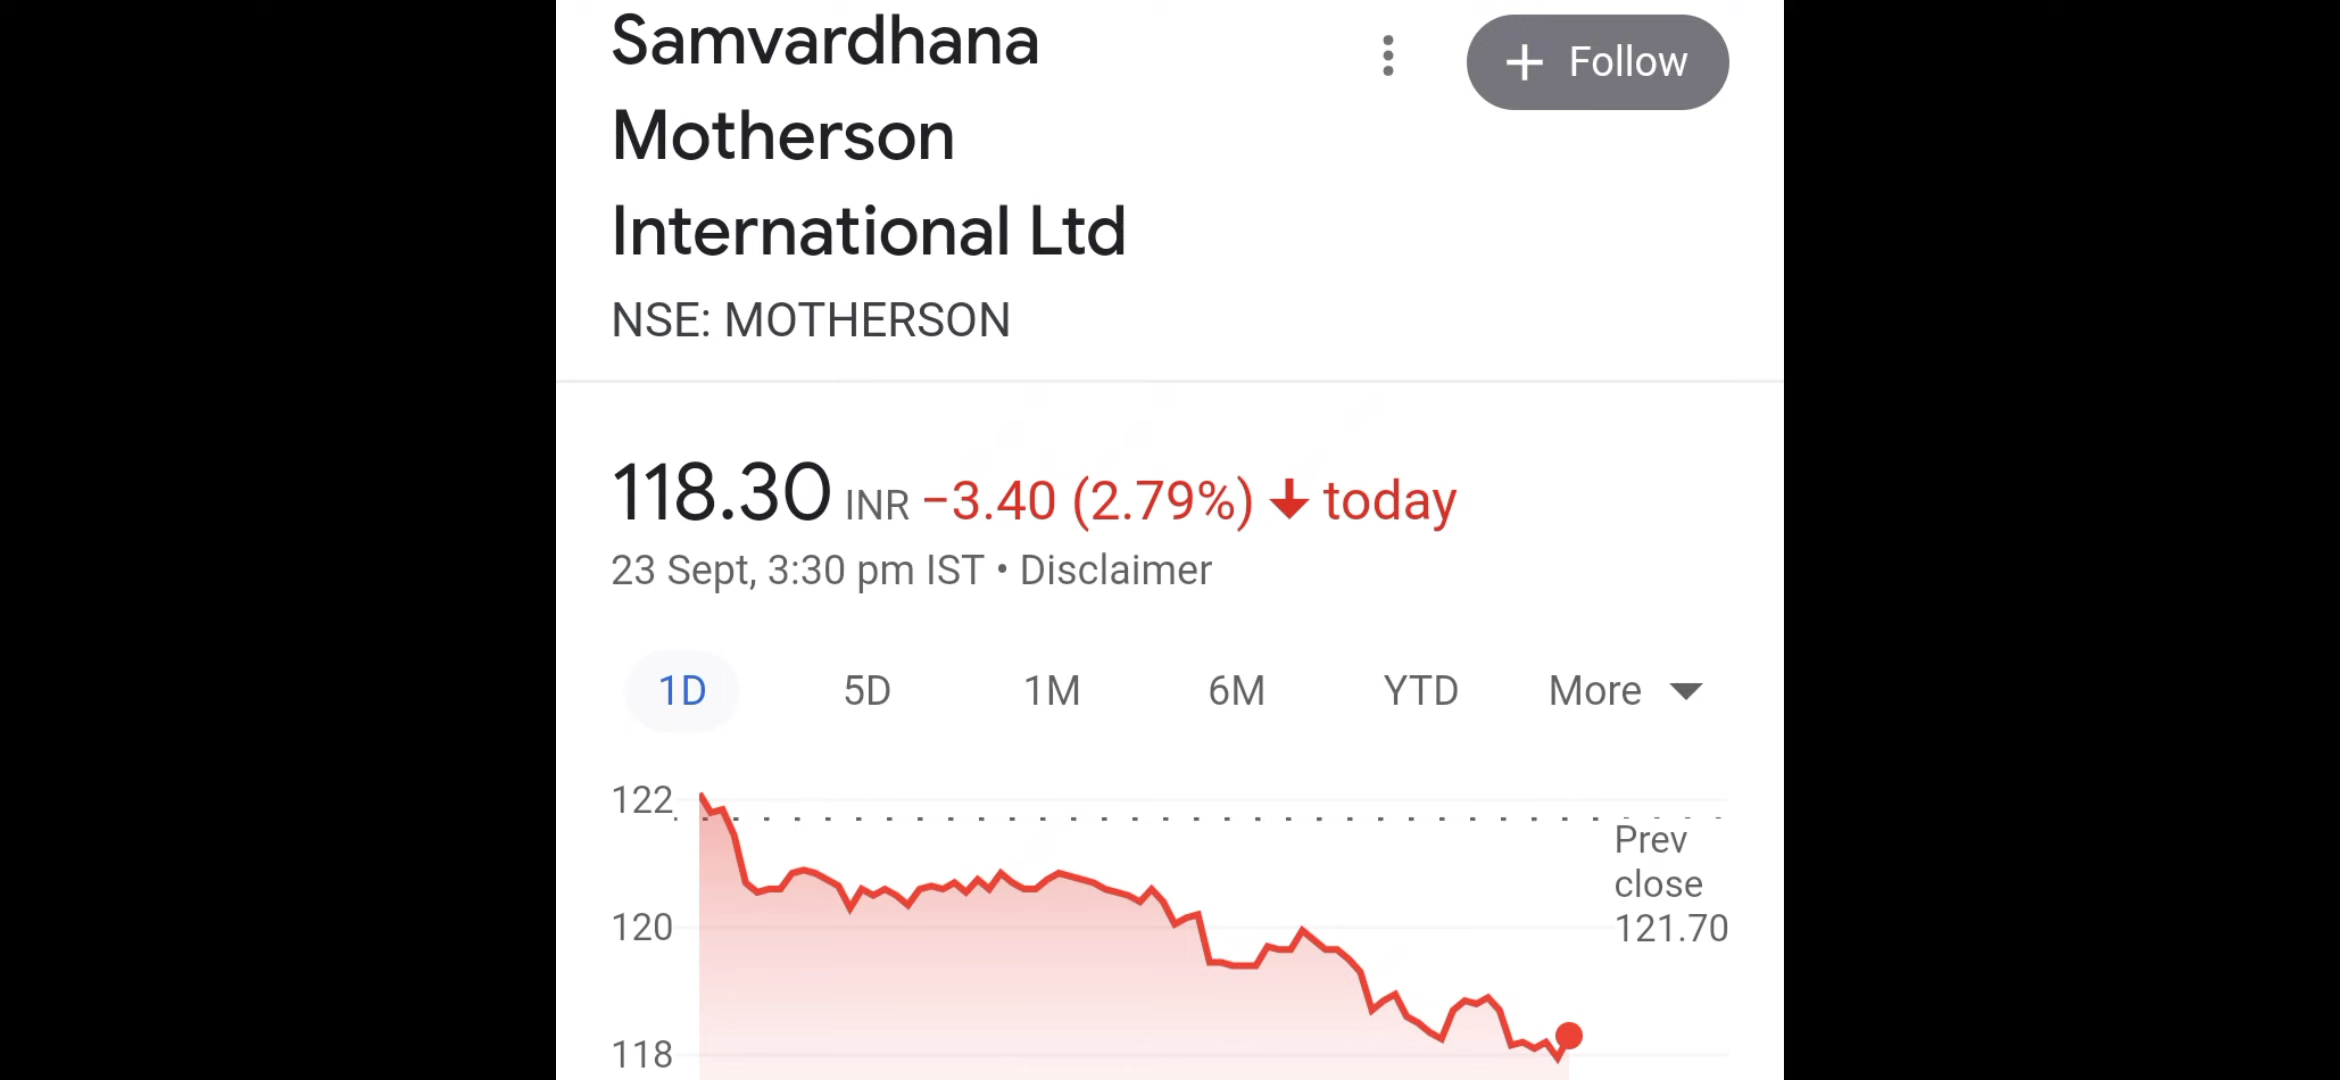 Samvardhana
Motherson
International Ltd
+ Follow
NSE: MOTHERSON
118.30 INR −3.40 (2.79%) ↓ today
23 Sept, 3:30 pm IST • Disclaimer
1D 5D 1M 6M YTD More
122
Prev
close
121.70
120
118